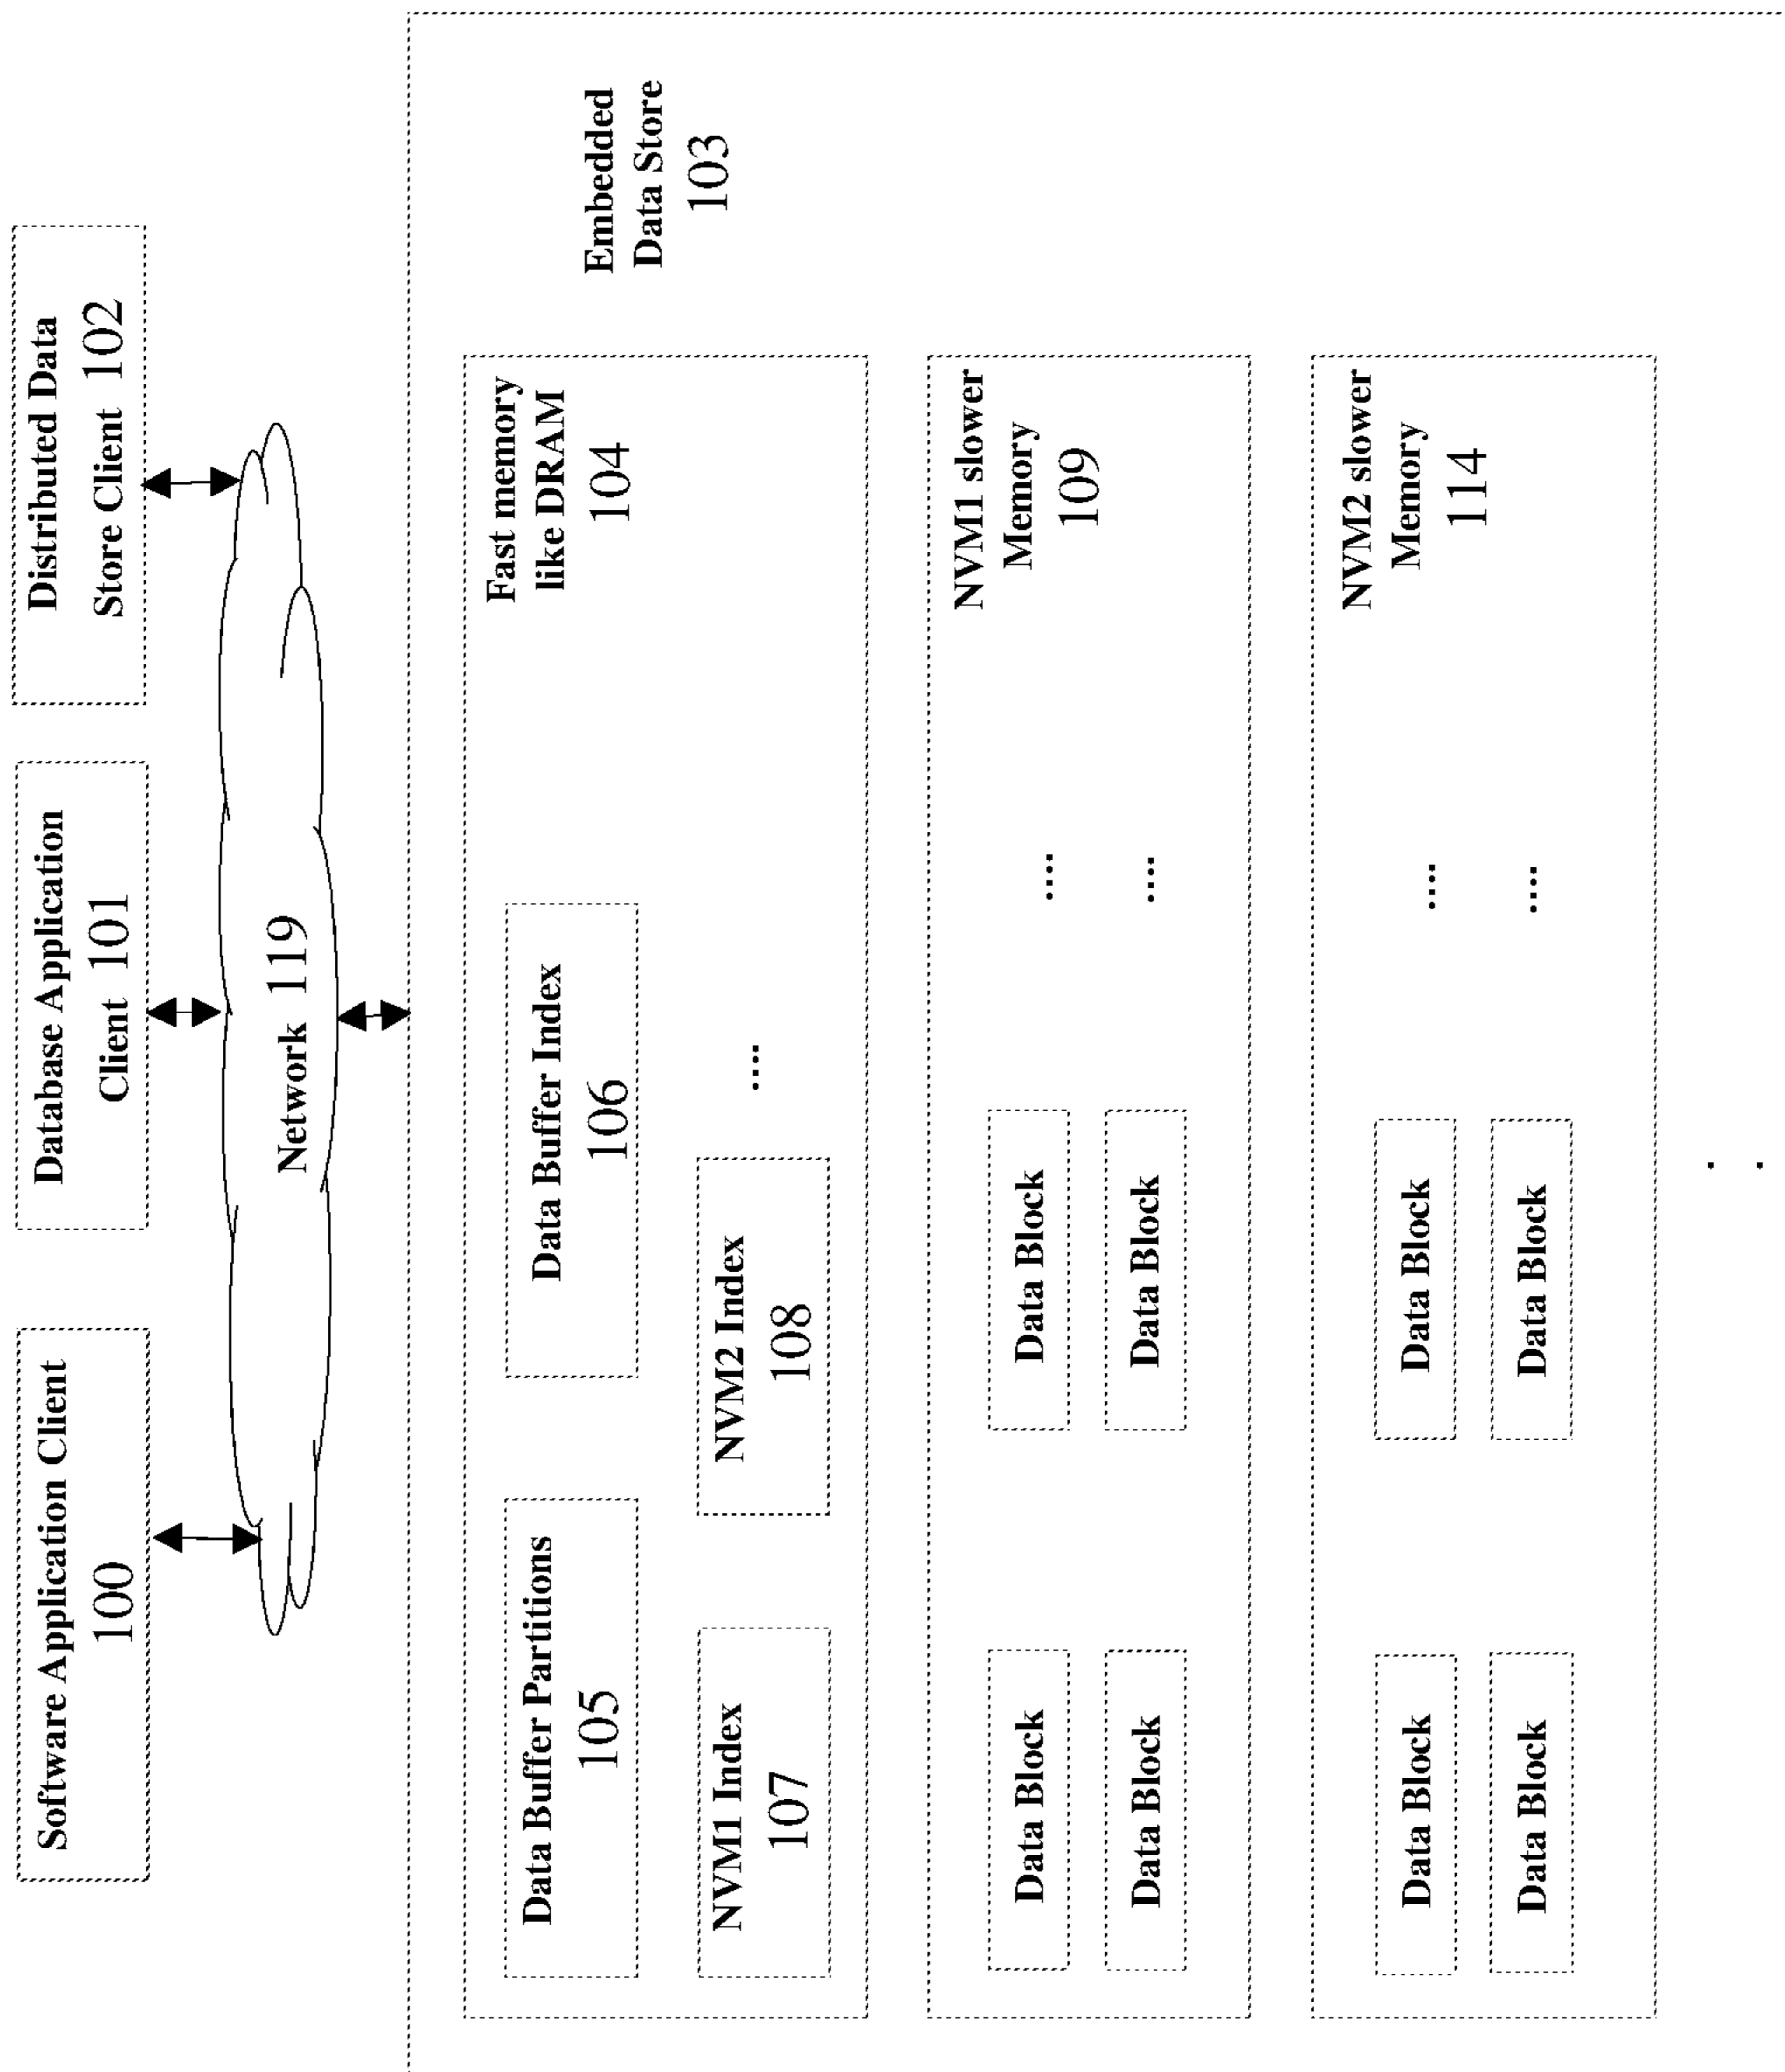 Software Application Client
100
Database Application
Client 101
Distributed Data
Store Client 102
Network 119
Embedded
Data Store
103
Fast memory
like DRAM
104
Data Buffer Partitions
105
Data Buffer Index
106
NVM1 Index
107
NVM2 Index
108
....
NVM1 slower
Memory
109
Data Block
Data Block
....
Data Block
Data Block
....
NVM2 slower
Memory
114
Data Block
Data Block
....
Data Block
Data Block
....
.
.